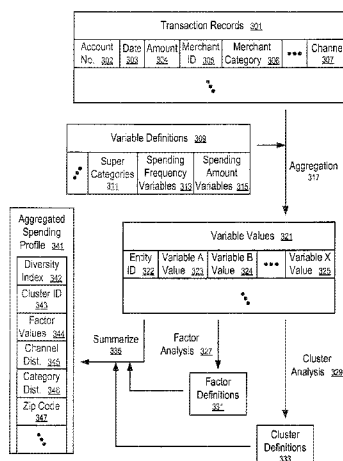 Transaction Records 301
Account No. 302
Date 303
Amount 304
Merchant ID 305
Merchant Category 306
Channel 307
Variable Definitions 309
Super Categories 311
Spending Frequency Variables 313
Spending Amount Variables 315
Aggregation 317
Aggregated Spending Profile 341
Diversity Index 342
Cluster ID 343
Factor Values 344
Channel Dist. 345
Category Dist. 346
Zip Code 347
Variable Values 321
Entity ID 322
Variable A Value 323
Variable B Value 324
Variable X Value 325
Summarize 335
Factor Analysis 327
Cluster Analysis 329
Factor Definitions 331
Cluster Definitions 333